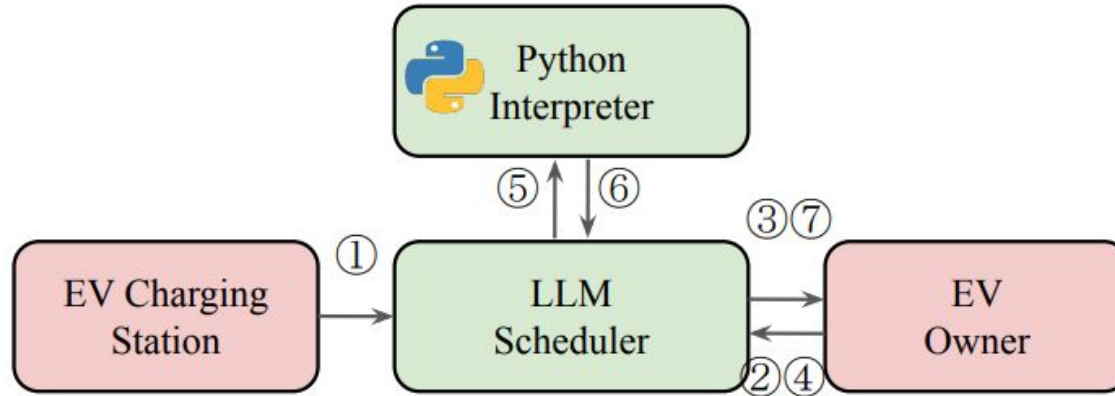 Python
Interpreter
⑤
⑥
③⑦
①
EV Charging
Station
LLM
Scheduler
EV
Owner
②④